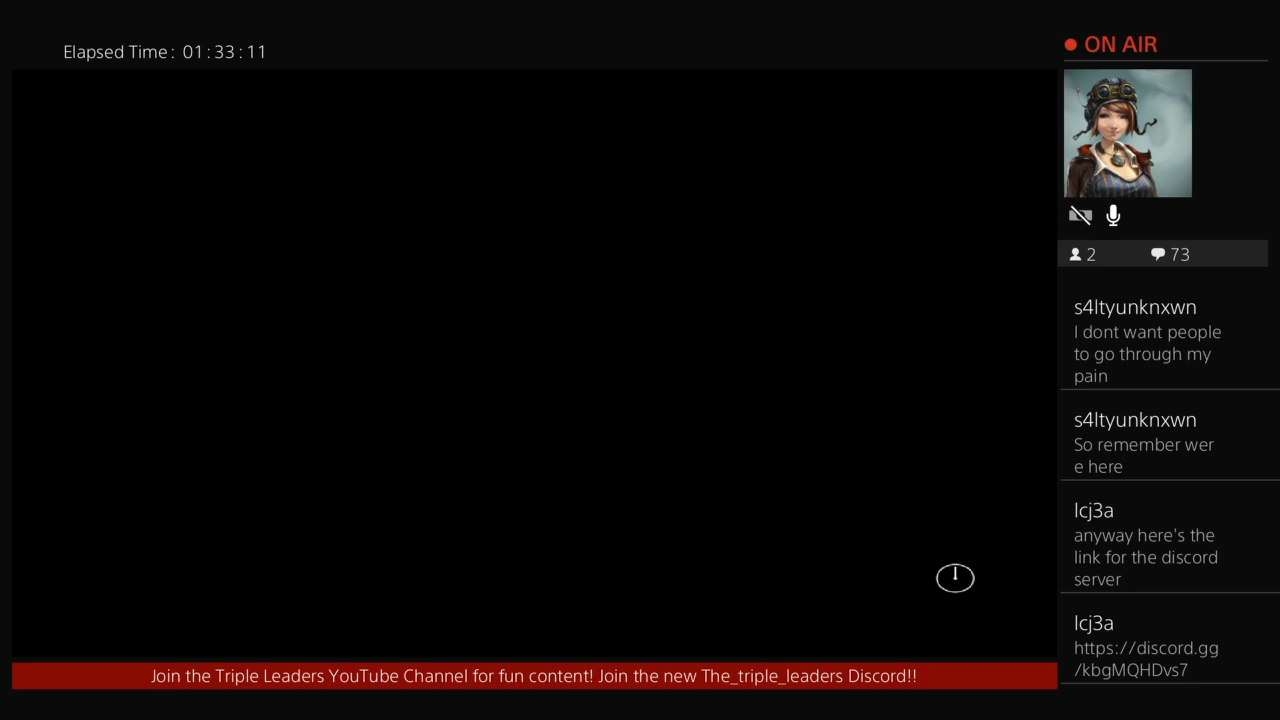 Elapsed Time: 01:33:11
ON AIR
2 73
s4ltyunknxwn
I dont want people
to go through my
pain
s4ltyunknxwn
So remember wer
e here
lcj3a
anyway here's the
link for the discord
server
lcj3a
https://discord.gg
/kbgMQHDvs7
Join the Triple Leaders YouTube Channel for fun content! Join the new The_triple_leaders Discord!!